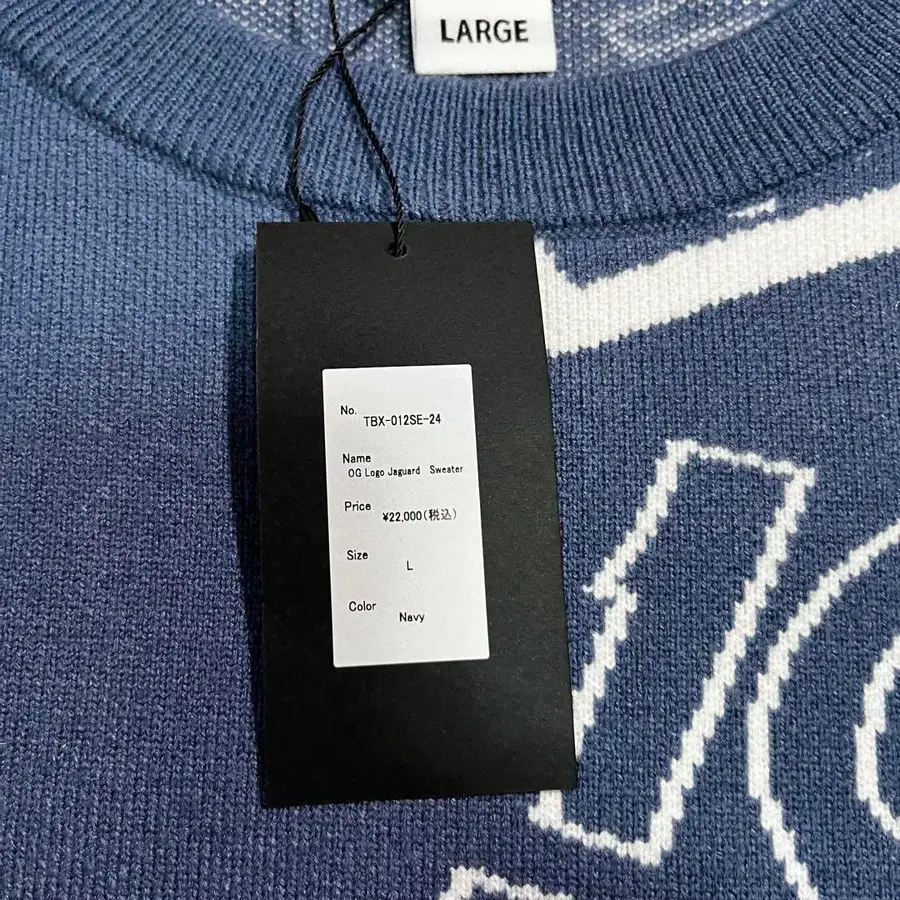 LARGE
No.
TBX-012SE-24
Name
OG Logo Jaguard Sweater
Price
¥22,000(税込)
Size
L
Color
Navy